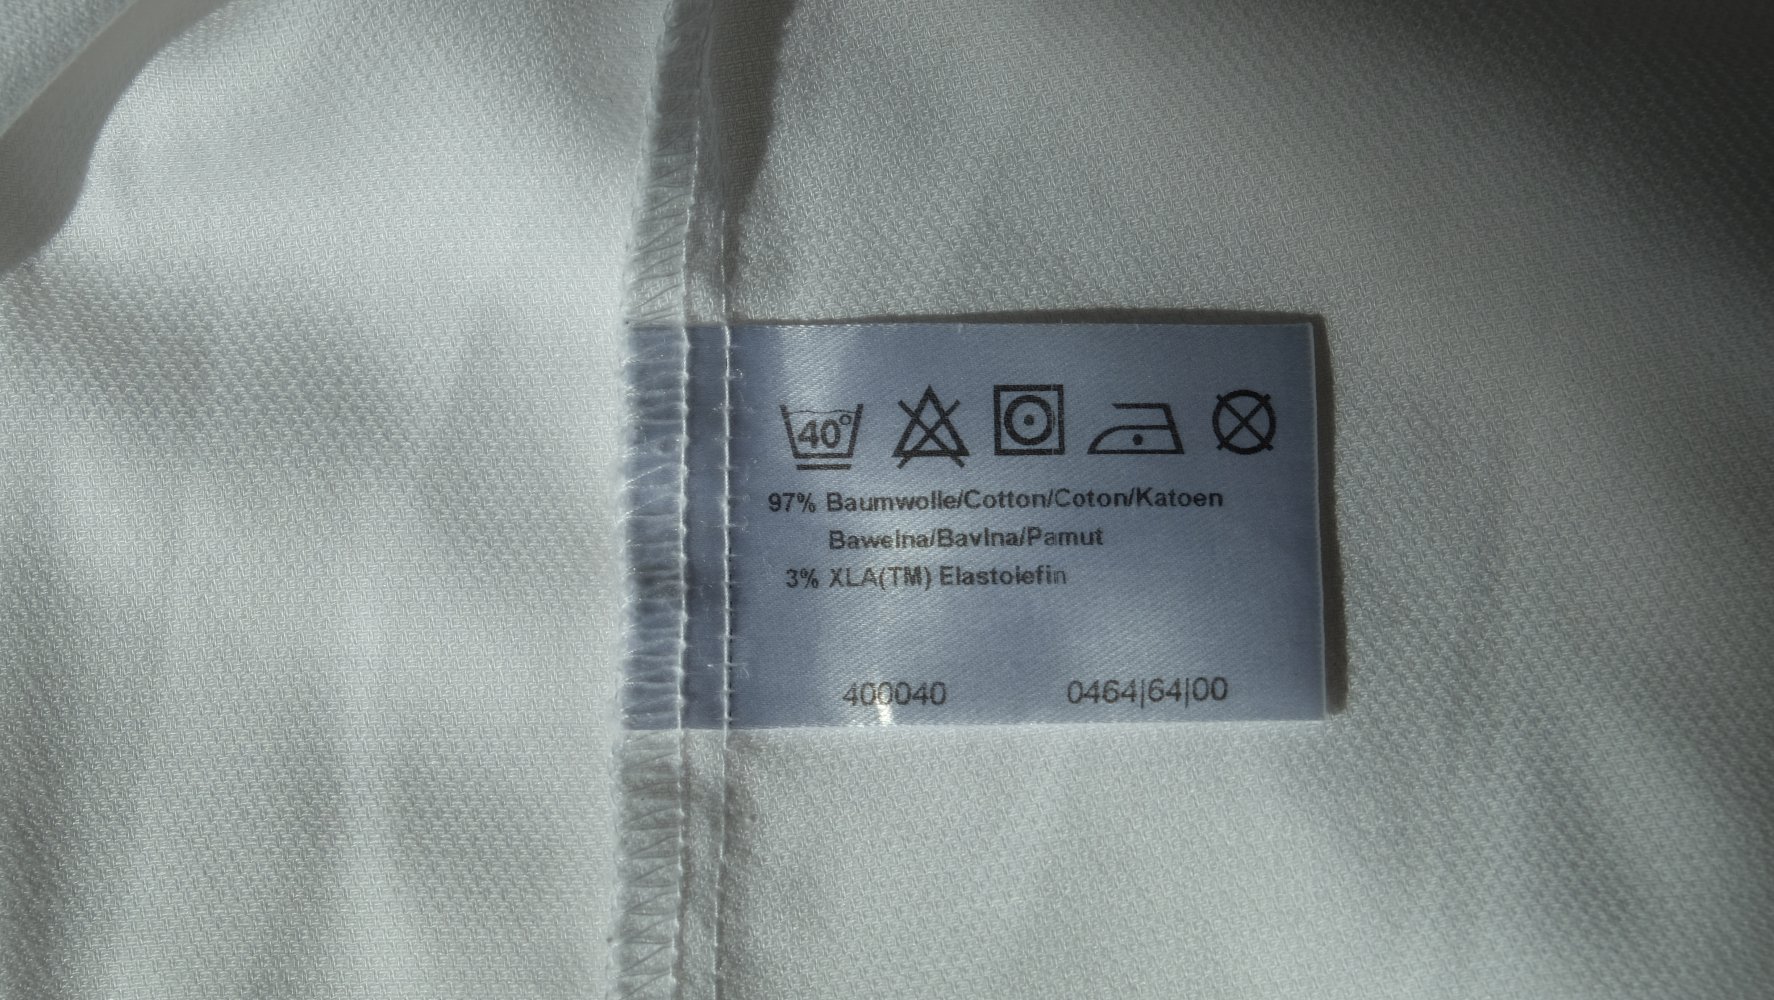 40°
97% Baumwolle/Cotton/Coton/Katoen
Bawelna/Bavlna/Pamut
3% XLA(TM) Elastolefin
400040 0464|64|00